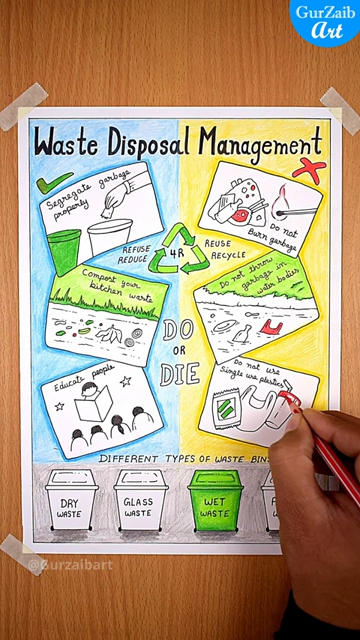 GurZaib
Art
Waste Disposal Management
Segregate garbage
properly
Do not
Burn garbage
REFUSE
REDUCE
4R
REUSE
RECYCLE
Compost your
kitchen waste
Do not throw
garbage in
water bodies
DO
OR
DIE
Educate people
Do not use
Single use plastics
DIFFERENT TYPES OF WASTE BINS
DRY
WASTE
GLASS
WASTE
WET
WASTE
@Gurzaibart